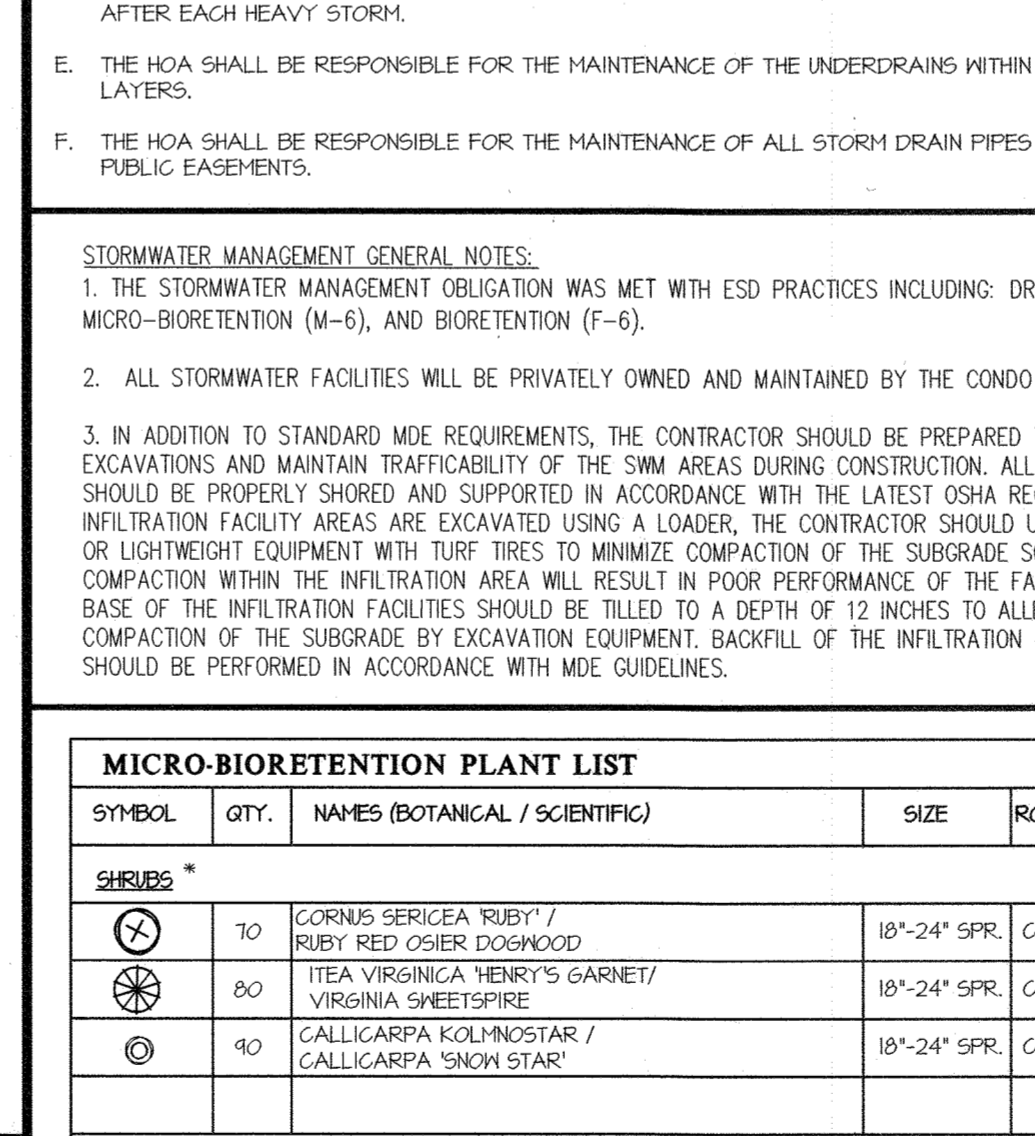 AFTER EACH HEAVY STORM.
E. THE HOA SHALL BE RESPONSIBLE FOR THE MAINTENANCE OF THE UNDERDRAINS WITHIN
LAYERS.
F. THE HOA SHALL BE RESPONSIBLE FOR THE MAINTENANCE OF ALL STORM DRAIN PIPES
PUBLIC EASEMENTS.
STORMWATER MANAGEMENT GENERAL NOTES:
1. THE STORMWATER MANAGEMENT OBLIGATION WAS MET WITH ESD PRACTICES INCLUDING: DR
MICRO-BIORETENTION (M-6), AND BIORETENTION (F-6).
2. ALL STORMWATER FACILITIES WILL BE PRIVATELY OWNED AND MAINTAINED BY THE CONDO
3. IN ADDITION TO STANDARD MDE REQUIREMENTS, THE CONTRACTOR SHOULD BE PREPARED
EXCAVATIONS AND MAINTAIN TRAFFICABILITY OF THE SWM AREAS DURING CONSTRUCTION. ALL
SHOULD BE PROPERLY SHORED AND SUPPORTED IN ACCORDANCE WITH THE LATEST OSHA RE
INFILTRATION FACILITY AREAS ARE EXCAVATED USING A LOADER, THE CONTRACTOR SHOULD U
OR LIGHTWEIGHT EQUIPMENT WITH TURF TIRES TO MINIMIZE COMPACTION OF THE SUBGRADE S
COMPACTION WITHIN THE INFILTRATION AREA WILL RESULT IN POOR PERFORMANCE OF THE FA
BASE OF THE INFILTRATION FACILITIES SHOULD BE TILLED TO A DEPTH OF 12 INCHES TO ALL
COMPACTION OF THE SUBGRADE BY EXCAVATION EQUIPMENT. BACKFILL OF THE INFILTRATION
SHOULD BE PERFORMED IN ACCORDANCE WITH MDE GUIDELINES.
MICRO-BIORETENTION PLANT LIST
SYMBOL QTY. NAMES (BOTANICAL / SCIENTIFIC) SIZE RO
SHRUBS *
70 CORNUS SERICEA 'RUBY' / 18"-24" SPR. C
RUBY RED OSIER DOGWOOD
80 ITEA VIRGINICA 'HENRY'S GARNET/ 18"-24" SPR. C
VIRGINIA SWEETSPIRE
90 CALLICARPA KOLMNOSTAR / 18"-24" SPR. C
CALLICARPA 'SNOW STAR'